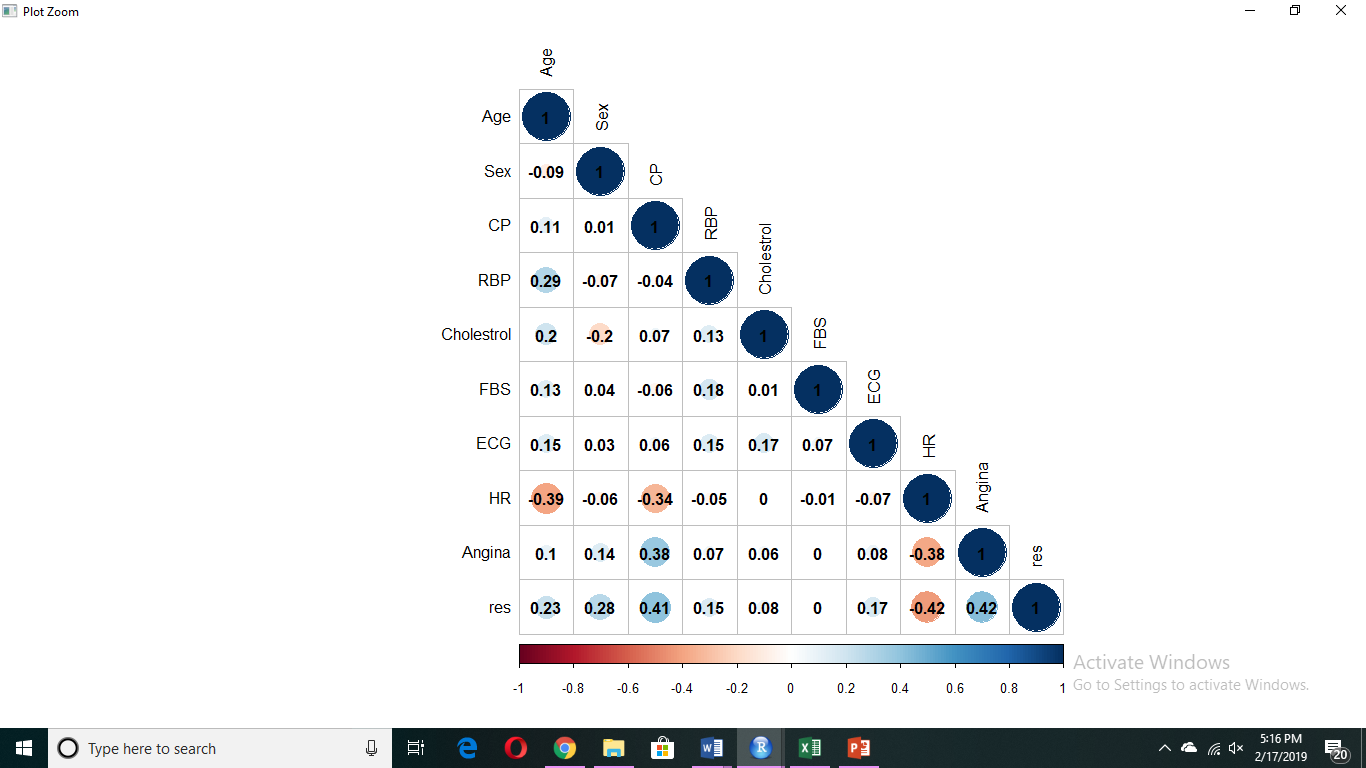 Plot Zoom
Age
Age 1 Sex
Sex -0.09 1 CP
CP 0.11 0.01 1 RBP
RBP 0.29 -0.07 -0.04 1 Cholestrol
Cholestrol 0.2 -0.2 0.07 0.13 1 FBS
FBS 0.13 0.04 -0.06 0.18 0.01 1 ECG
ECG 0.15 0.03 0.06 0.15 0.17 0.07 1 HR
HR -0.39 -0.06 -0.34 -0.05 0 -0.01 -0.07 1 Angina
Angina 0.1 0.14 0.38 0.07 0.06 0 0.08 -0.38 1 res
res 0.23 0.28 0.41 0.15 0.08 0 0.17 -0.42 0.42 1
-1 -0.8 -0.6 -0.4 -0.2 0 0.2 0.4 0.6 0.8 1
Activate Windows
Go to Settings to activate Windows.
Type here to search
5:16 PM
2/17/2019
20